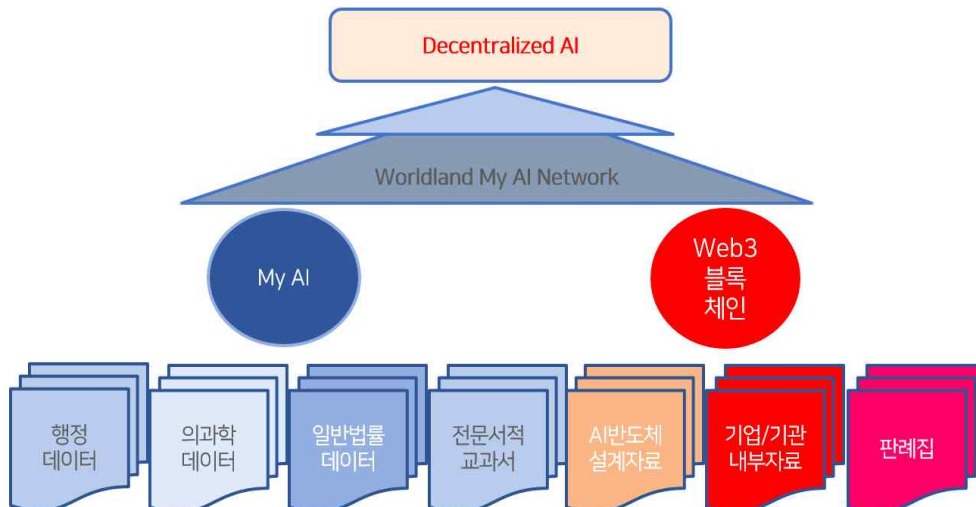 Decentralized AI
Worldland My AI Network
My AI
Web3
블록
체인
행정
데이터
의과학
데이터
일반법률
데이터
전문서적
교과서
AI반도체
설계자료
기업/기관
내부자료
판례집